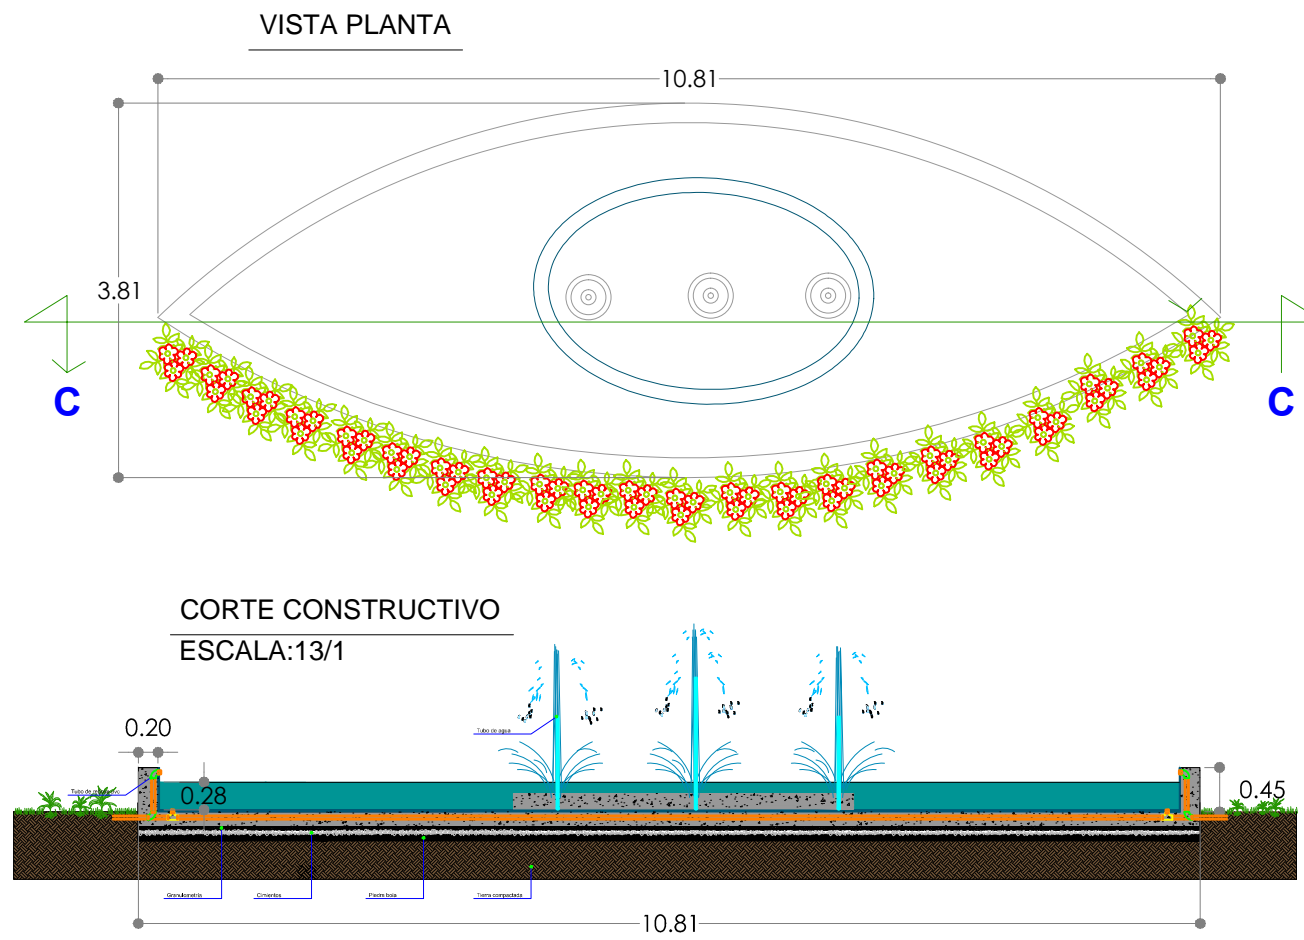 VISTA PLANTA
10.81
3.81
C
C
CORTE CONSTRUCTIVO
ESCALA:13/1
Tubo de agua
0.20
0.28
0.45
Granulometría
Cimientos
Piedra bola
Tierra compactada
10.81